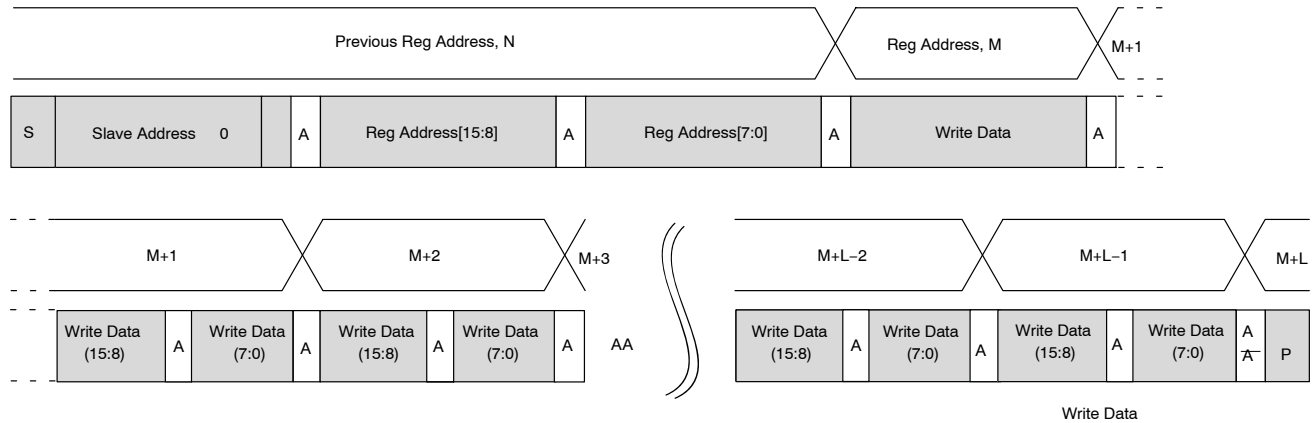 Previous Reg Address, N
Reg Address, M
M+1
S
Slave Address 0
A
Reg Address[15:8]
A
Reg Address[7:0]
A
Write Data
A
M+1
M+2
M+3
M+L−2
M+L−1
M+L
Write Data
(15:8)
A
Write Data
(7:0)
A
Write Data
(15:8)
A
Write Data
(7:0)
A
AA
Write Data
(15:8)
A
Write Data
(7:0)
A
Write Data
(15:8)
A
Write Data
(7:0)
A
A
P
Write Data